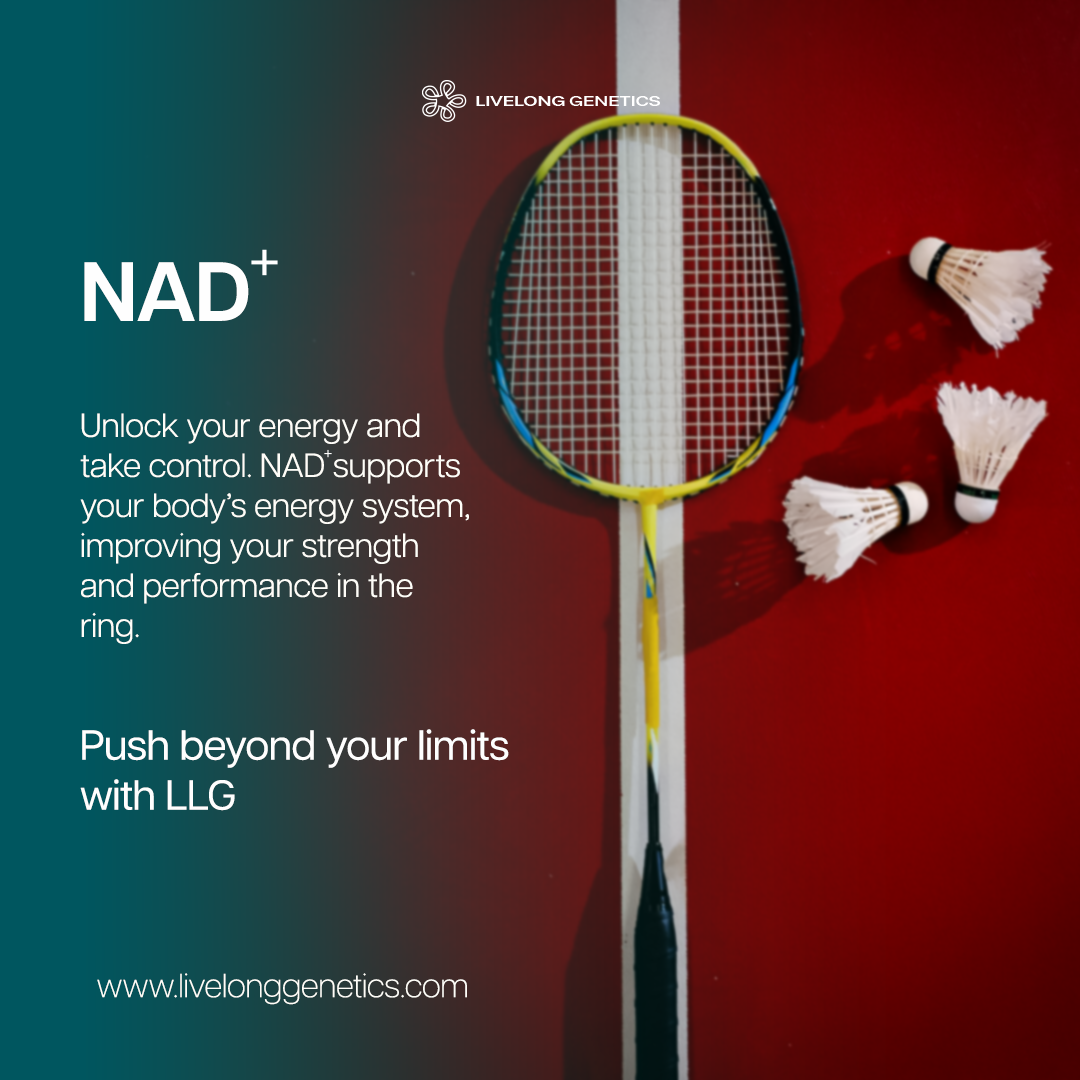 LIVELONG GENETICS
NAD⁺
Unlock your energy and
take control. NAD⁺supports
your body’s energy system,
improving your strength
and performance in the
ring.
Push beyond your limits
with LLG
www.livelonggenetics.com